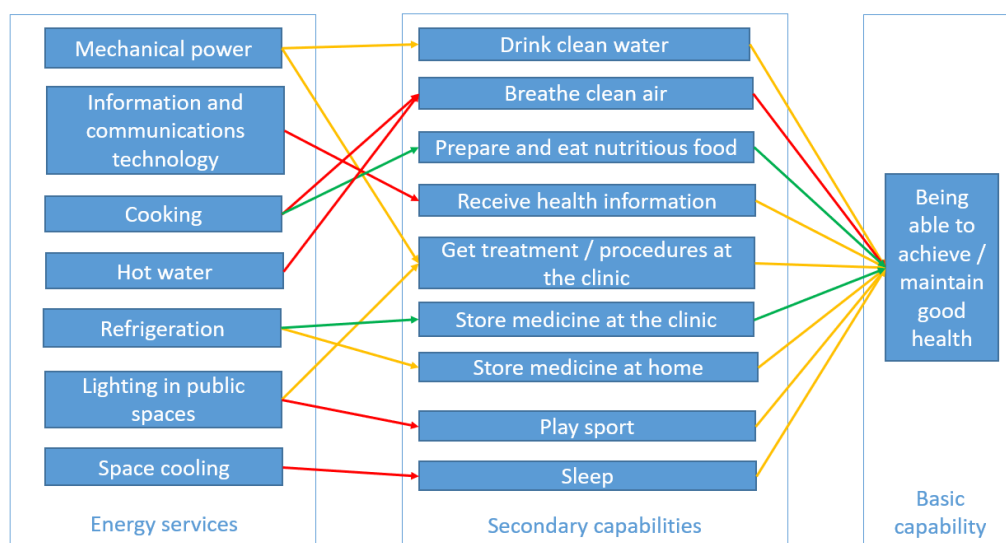 Mechanical power
Information and
communications
technology
Cooking
Hot water
Refrigeration
Lighting in public
spaces
Space cooling
Energy services
Drink clean water
Breathe clean air
Prepare and eat nutritious food
Receive health information
Get treatment / procedures at
the clinic
Store medicine at the clinic
Store medicine at home
Play sport
Sleep
Secondary capabilities
Being
able to
achieve /
maintain
good
health
Basic
capability